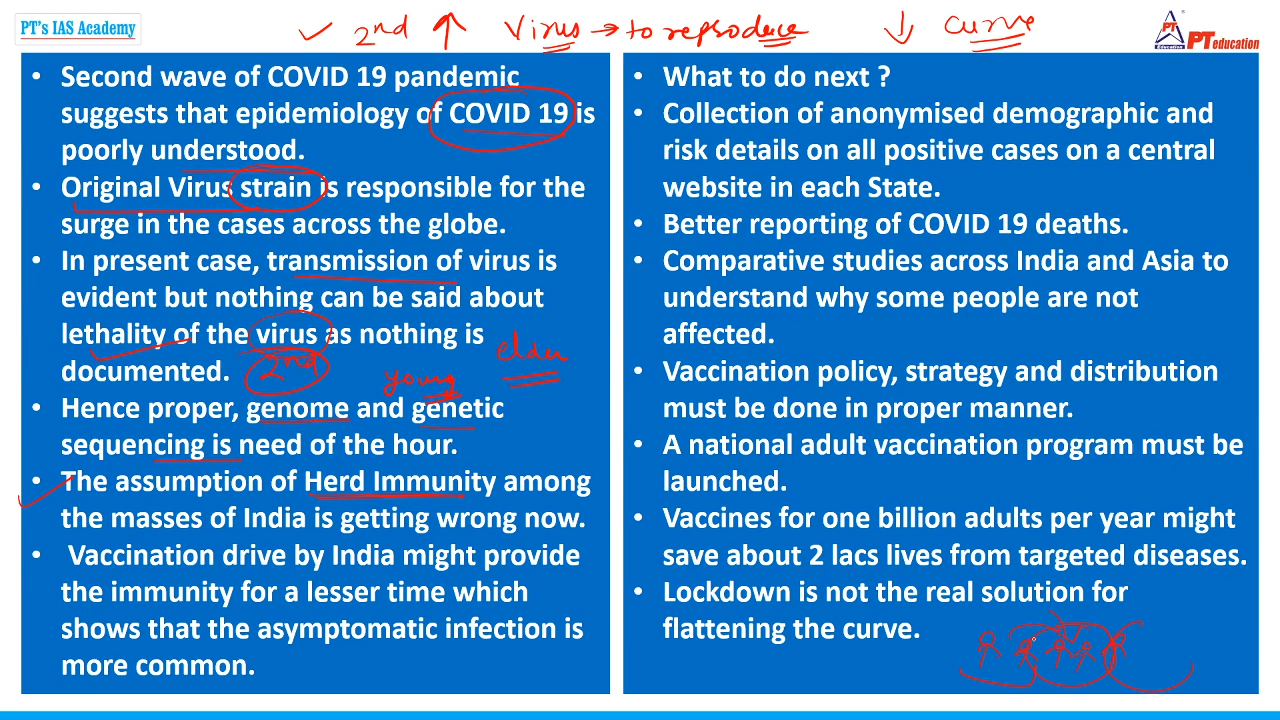 PT's IAS Academy
✓ 2nd ↑ Virus → to reproduce ↓ curve
PT education
• Second wave of COVID 19 pandemic
suggests that epidemiology of COVID 19 is
poorly understood.
• Original Virus strain is responsible for the
surge in the cases across the globe.
• In present case, transmission of virus is
evident but nothing can be said about
lethality of the virus as nothing is
documented.
2nd
young
elder
• Hence proper, genome and genetic
sequencing is need of the hour.
• The assumption of Herd Immunity among
the masses of India is getting wrong now.
• Vaccination drive by India might provide
the immunity for a lesser time which
shows that the asymptomatic infection is
more common.
• What to do next ?
• Collection of anonymised demographic and
risk details on all positive cases on a central
website in each State.
• Better reporting of COVID 19 deaths.
• Comparative studies across India and Asia to
understand why some people are not
affected.
• Vaccination policy, strategy and distribution
must be done in proper manner.
• A national adult vaccination program must be
launched.
• Vaccines for one billion adults per year might
save about 2 lacs lives from targeted diseases.
• Lockdown is not the real solution for
flattening the curve.